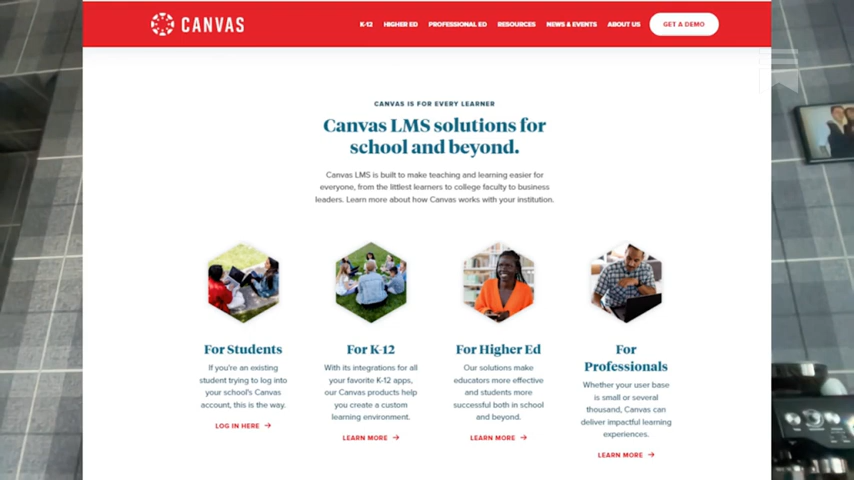 CANVAS
K-12 HIGHER ED PROFESSIONAL ED RESOURCES NEWS & EVENTS ABOUT US GET A DEMO
CANVAS IS FOR EVERY LEARNER
Canvas LMS solutions for
school and beyond.
Canvas LMS is built to make teaching and learning easier for
everyone, from the littlest learners to college faculty to business
leaders. Learn more about how Canvas works with your institution.
For Students
If you're an existing
student trying to log into
your school's Canvas
account, this is the way.
LOG IN HERE →
For K-12
With its integrations for all
your favorite K-12 apps,
our Canvas products help
you create a custom
learning environment.
LEARN MORE →
For Higher Ed
Our solutions make
educators more effective
and students more
successful both in school
and beyond.
LEARN MORE →
For
Professionals
Whether your user base
is small or several
thousand, Canvas can
deliver impactful learning
experiences.
LEARN MORE →